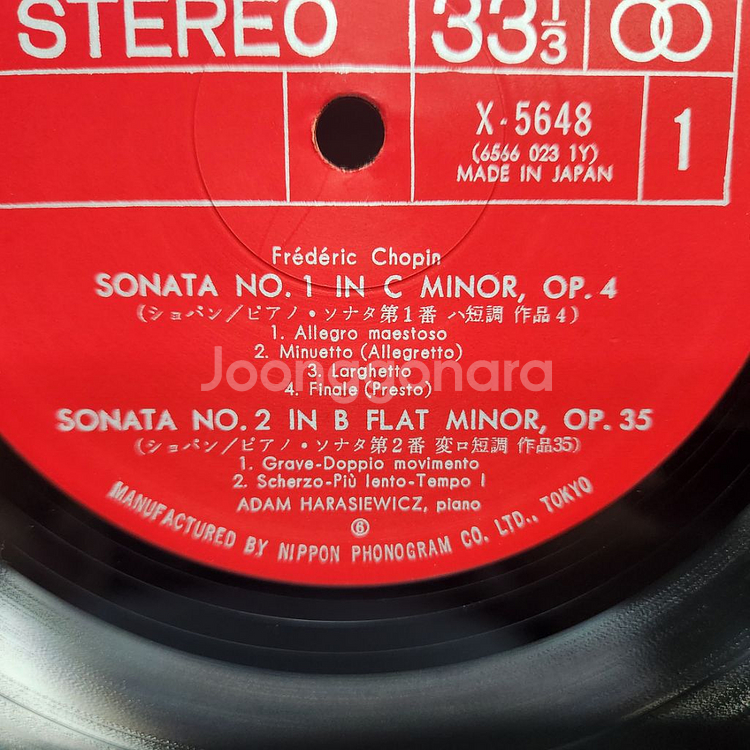 STEREO
33 1/3
X-5648
(6566 023 1Y)
MADE IN JAPAN
1
Frédéric Chopin
SONATA NO. 1 IN C MINOR, OP. 4
(ショパン/ピアノ・ソナタ第1番 ハ短調 作品4)
1. Allegro maestoso
2. Minuetto (Allegretto)
3. Larghetto
4. Finale (Presto)
Joonggonara
SONATA NO. 2 IN B FLAT MINOR, OP. 35
(ショパン/ピアノ・ソナタ第2番 変ロ短調 作品35)
1. Grave-Doppio movimento
2. Scherzo-Più lento-Tempo I
ADAM HARASIEWICZ, piano
⑥
MANUFACTURED BY NIPPON PHONOGRAM CO. LTD., TOKYO